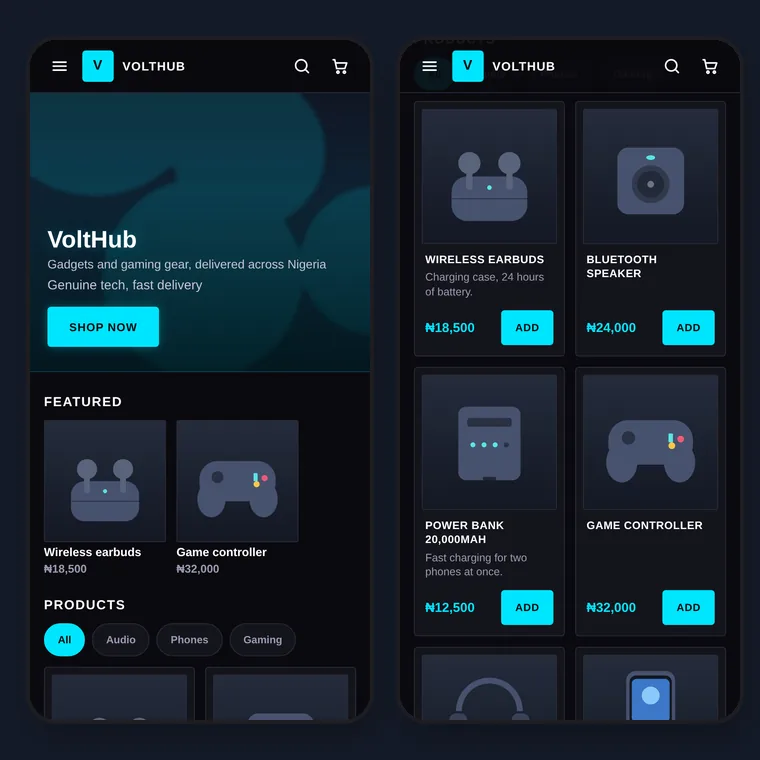 V VOLTHUB
VoltHub
Gadgets and gaming gear, delivered across Nigeria
Genuine tech, fast delivery
SHOP NOW
FEATURED
Wireless earbuds
₦18,500
Game controller
₦32,000
PRODUCTS
All
Audio
Phones
Gaming
PRODUCTS
V VOLTHUB
WIRELESS EARBUDS
Charging case, 24 hours
of battery.
₦18,500
ADD
BLUETOOTH
SPEAKER
₦24,000
ADD
POWER BANK
20,000MAH
Fast charging for two
phones at once.
₦12,500
ADD
GAME CONTROLLER
₦32,000
ADD